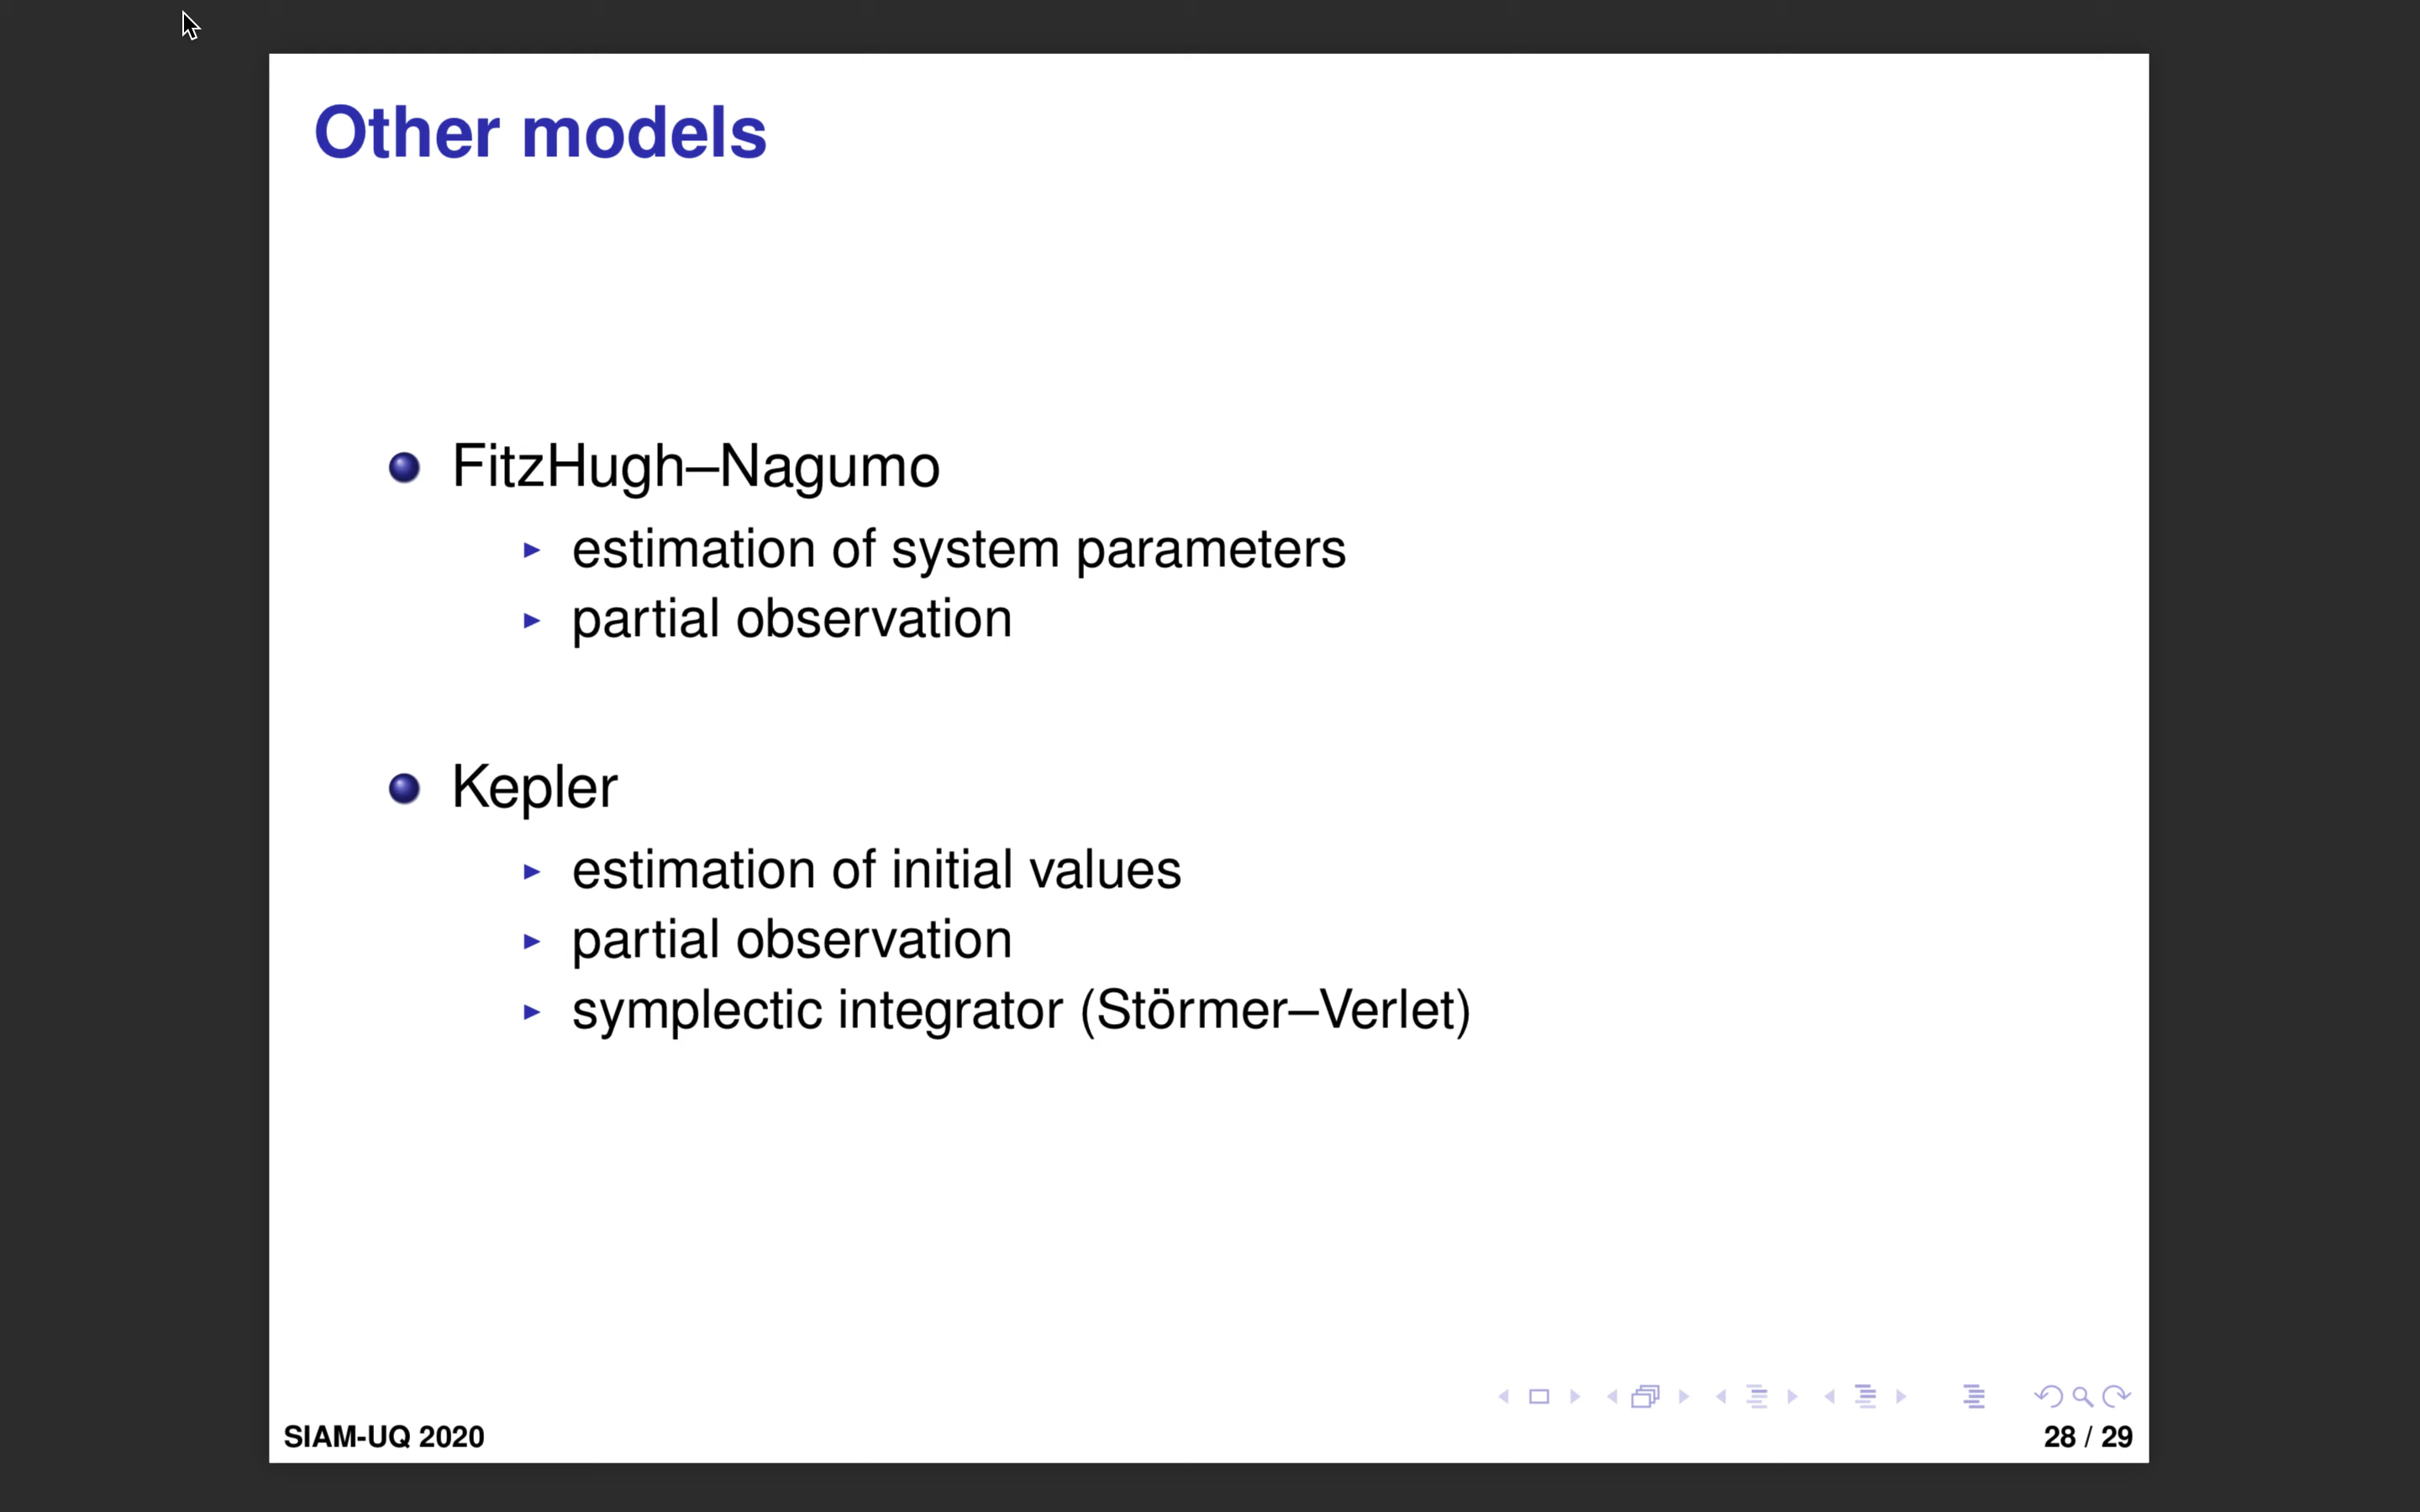 Other models
FitzHugh–Nagumo
estimation of system parameters
partial observation
Kepler
estimation of initial values
partial observation
symplectic integrator (Störmer–Verlet)
SIAM-UQ 2020
28 / 29